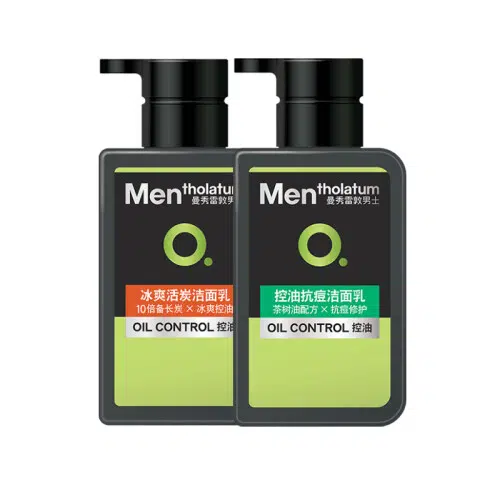 Mentholatum
曼秀雷敦男士
冰爽活炭洁面乳
10倍备长炭×冰爽控油
OIL CONTROL 控油
Mentholatum
曼秀雷敦男士
控油抗痘洁面乳
茶树油配方×抗痘修护
OIL CONTROL 控油